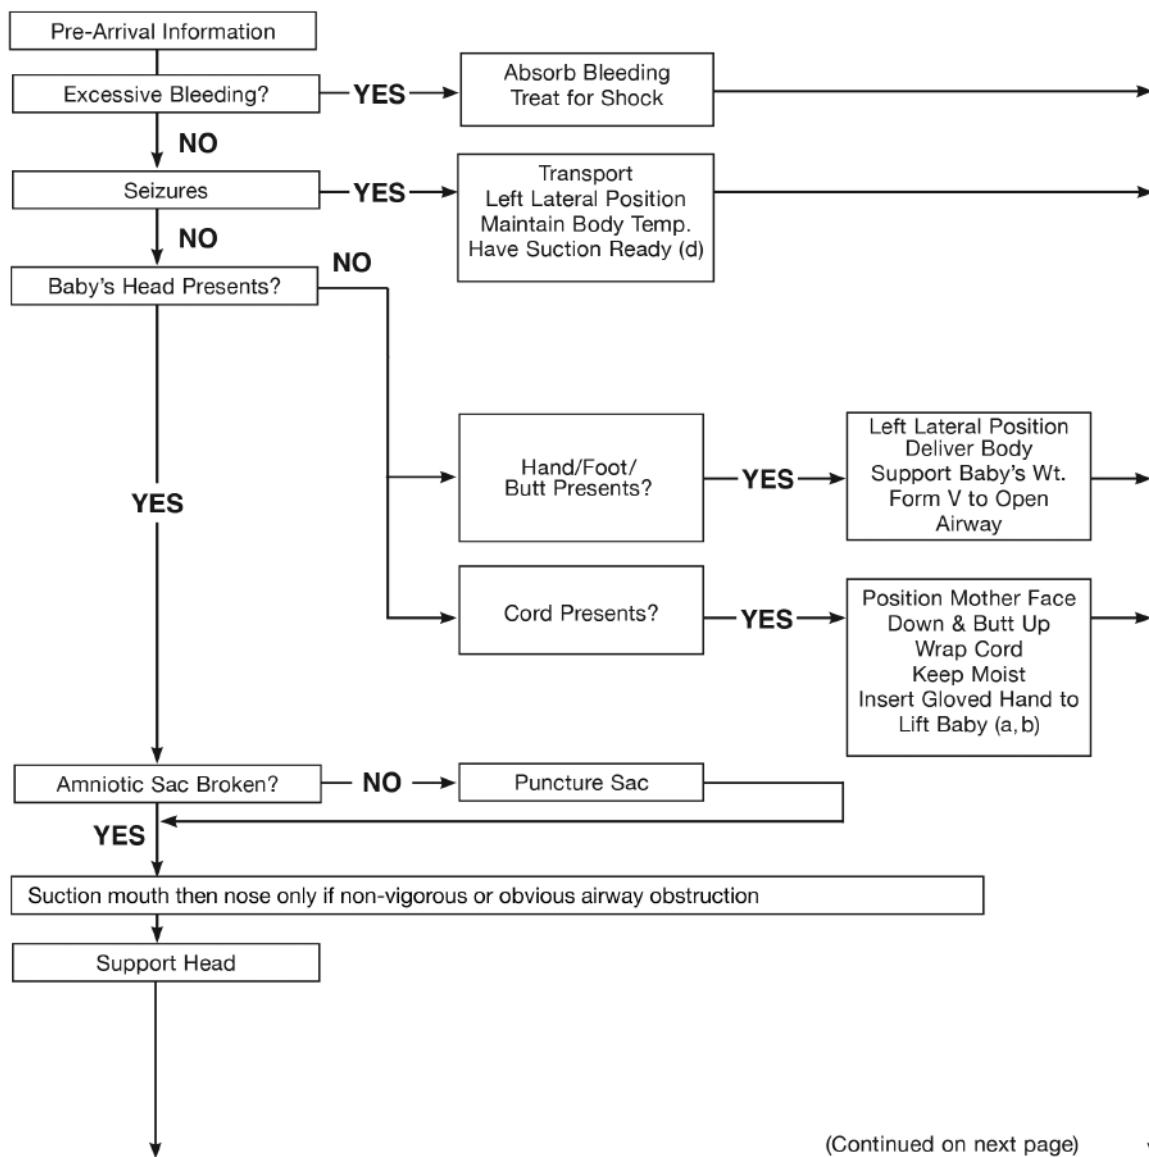 Pre-Arrival Information
Excessive Bleeding?
YES
Absorb Bleeding
Treat for Shock
NO
Seizures
YES
Transport
Left Lateral Position
Maintain Body Temp.
Have Suction Ready (d)
NO
Baby's Head Presents?
NO
Hand/Foot/
Butt Presents?
YES
Left Lateral Position
Deliver Body
Support Baby's Wt.
Form V to Open
Airway
YES
Cord Presents?
YES
Position Mother Face
Down & Butt Up
Wrap Cord
Keep Moist
Insert Gloved Hand to
Lift Baby (a, b)
Amniotic Sac Broken?
NO
Puncture Sac
YES
Suction mouth then nose only if non-vigorous or obvious airway obstruction
Support Head
(Continued on next page)